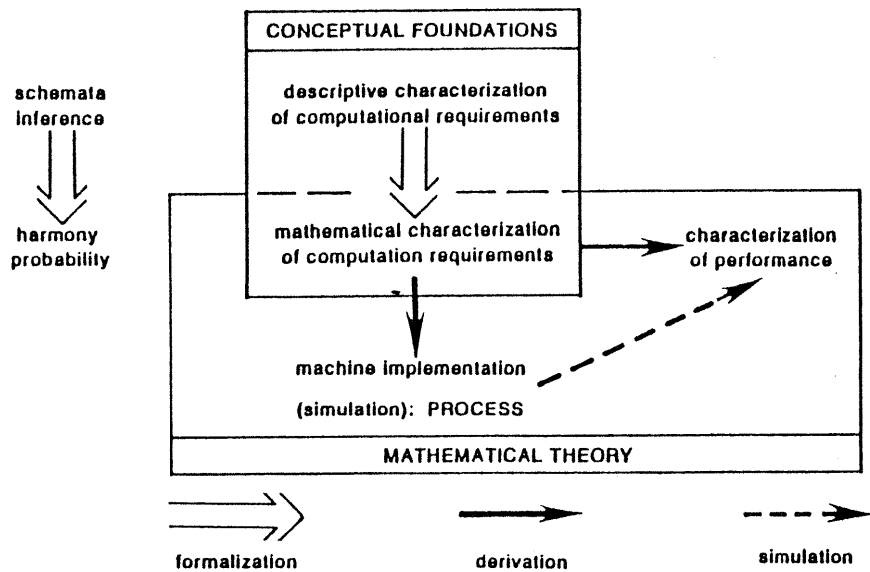 CONCEPTUAL FOUNDATIONS
schemata
inference
descriptive characterization
of computational requirements
harmony
probability
mathematical characterization
of computation requirements
characterization
of performance
machine implementation
(simulation): PROCESS
MATHEMATICAL THEORY
formalization
derivation
simulation